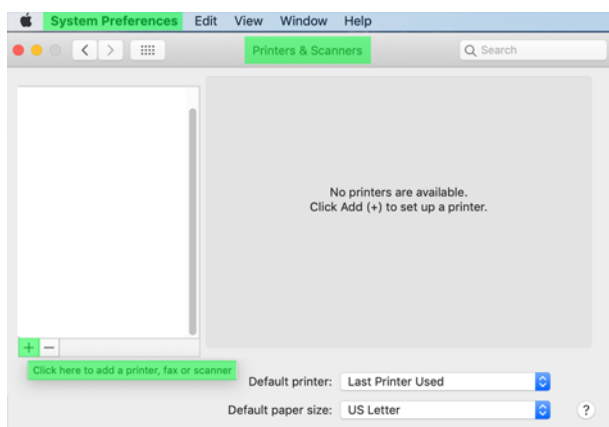 System Preferences Edit View Window Help
Printers & Scanners
Search
No printers are available.
Click Add (+) to set up a printer.
+ −
Click here to add a printer, fax or scanner
Default printer: Last Printer Used
Default paper size: US Letter ?